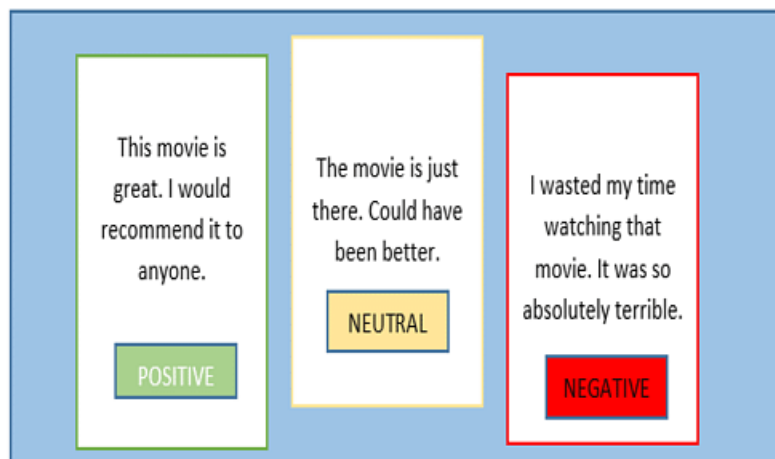 This movie is
great. I would
recommend it to
anyone.
POSITIVE
The movie is just
there. Could have
been better.
NEUTRAL
I wasted my time
watching that
movie. It was so
absolutely terrible.
NEGATIVE